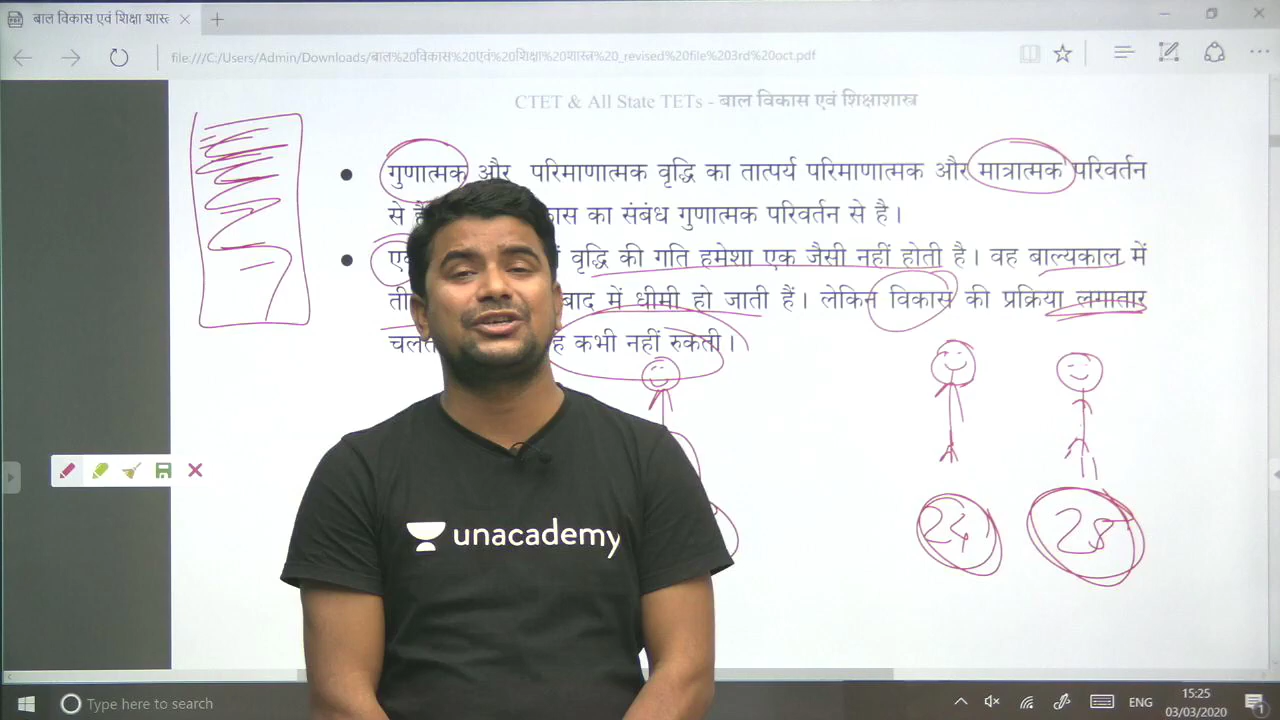 बाल विकास एवं शिक्षा शास्त्
file:///C:/Users/Admin/Downloads/बाल%20विकास%20एवं%20शिक्षा%20शास्त्र%20_revised%20file%203rd%20oct.pdf
CTET & All State TETs - बाल विकास एवं शिक्षाशास्त्र
गुणात्मक और परिमाणात्मक वृद्धि का तात्पर्य परिमाणात्मक और मात्रात्मक परिवर्तन
से का संबंध गुणात्मक परिवर्तन से है।
वृद्धि की गति हमेशा एक जैसी नहीं होती है। वह बाल्यकाल में
बाद में धीमी हो जाती हैं। लेकिन विकास की प्रक्रिया लगातार
कभी नहीं रुकती।
24 25
unacademy
Type here to search
ENG
15:25
03/03/2020
1